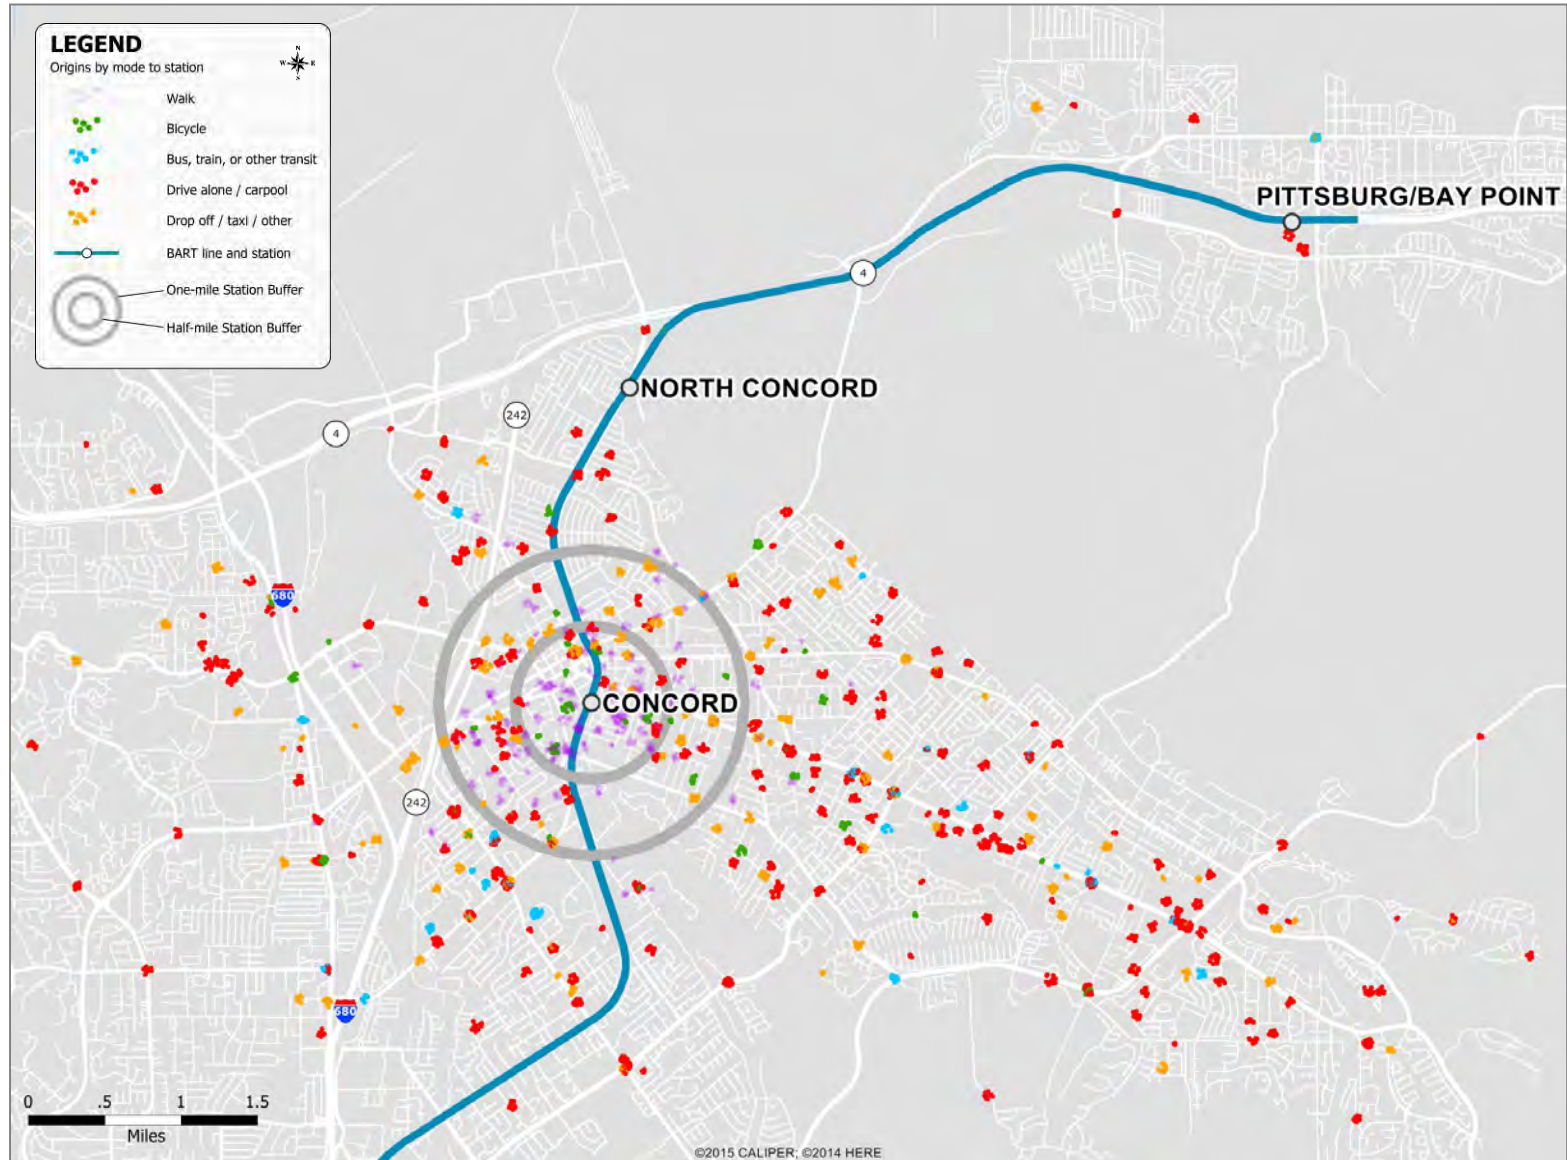 LEGEND
Origins by mode to station
N
W E
S
Walk
Bicycle
Bus, train, or other transit
Drive alone / carpool
Drop off / taxi / other
BART line and station
One-mile Station Buffer
Half-mile Station Buffer
PITTSBURG/BAY POINT
4
NORTH CONCORD
242
4
680
CONCORD
242
680
0 .5 1 1.5
Miles
©2015 CALIPER; ©2014 HERE